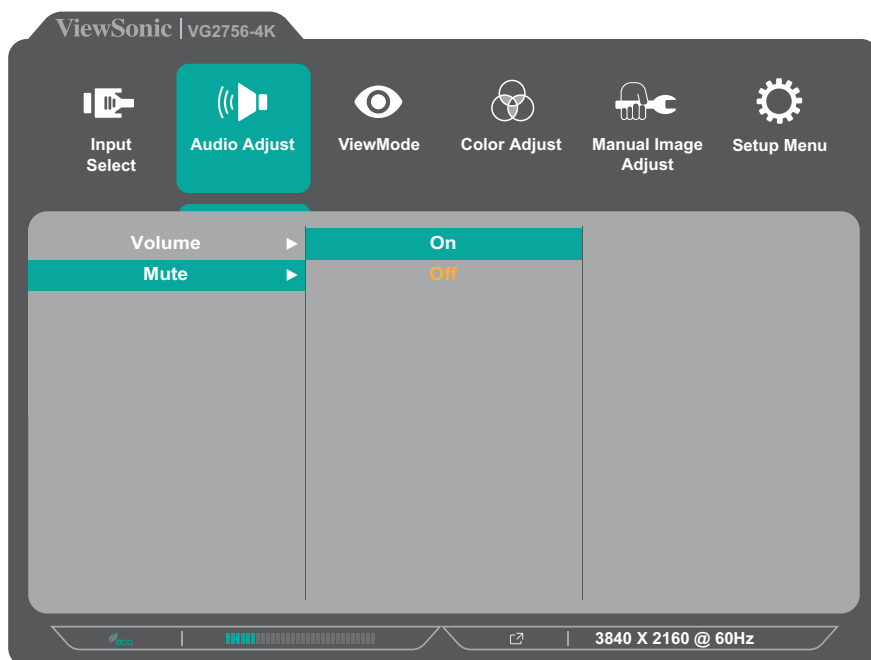 ViewSonic | VG2756-4K
Input Select
Audio Adjust
ViewMode
Color Adjust
Manual Image Adjust
Setup Menu
Volume
On
Mute
Off
eco
3840 X 2160 @ 60Hz